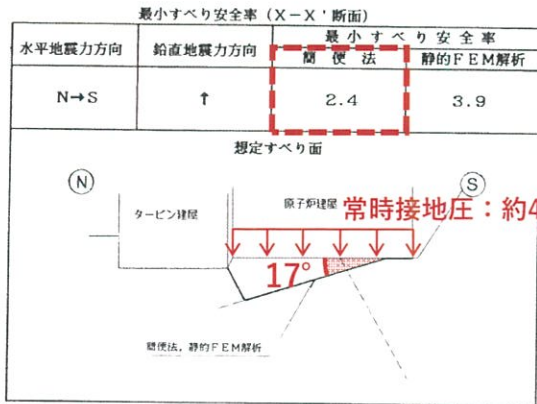 最小すべり安全率(X-X'断面)
水平地震力方向 鉛直地震力方向 最小すべり安全率
簡便法 静的FEM解析
N→S ↑ 2.4 3.9
想定すべり面
N S
タービン建屋 原子炉建屋 常時接地圧:約4
17°
簡便法,静的FEM解析